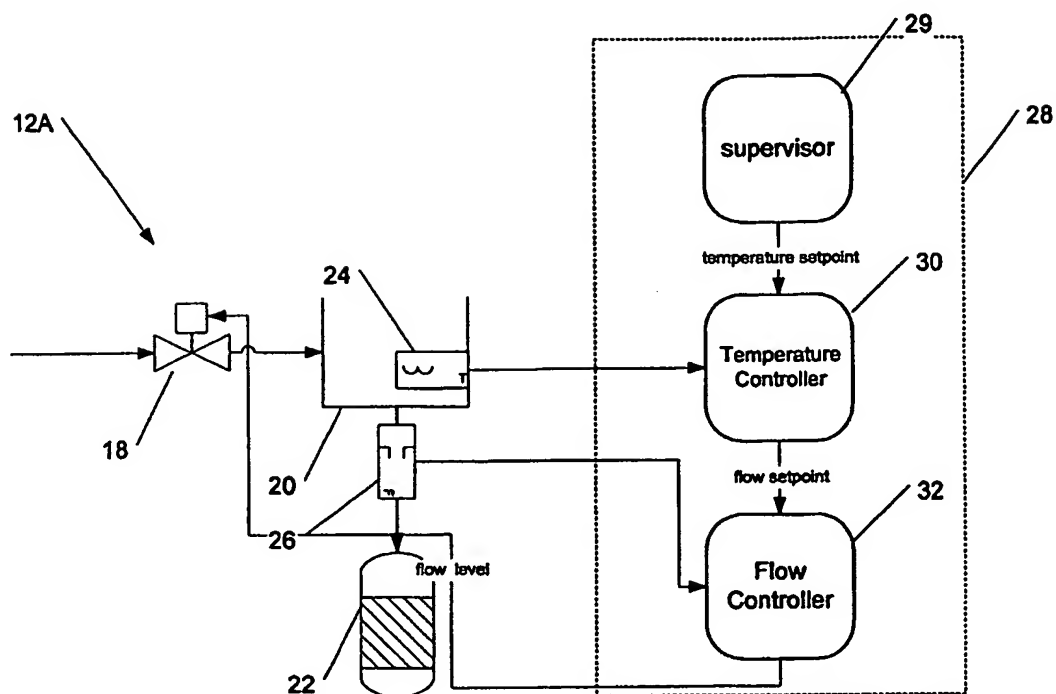 29
12A
28
supervisor
temperature setpoint
24
30
Temperature
Controller
18
20
flow setpoint
32
26
flow level
Flow
Controller
22